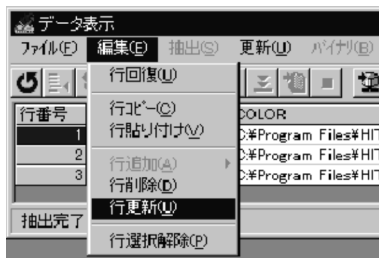 データ表示
ファイル(F) 編集(E) 抽出(S) 更新(U) バイナリ(B)
行回復(U)
行コピー(C)
行番号 行貼り付け(V) COLOR
1 C:¥Program Files¥HIT
2 行追加(A) C:¥Program Files¥HIT
3 行削除(D) C:¥Program Files¥HIT
行更新(U)
抽出完了
行選択解除(P)